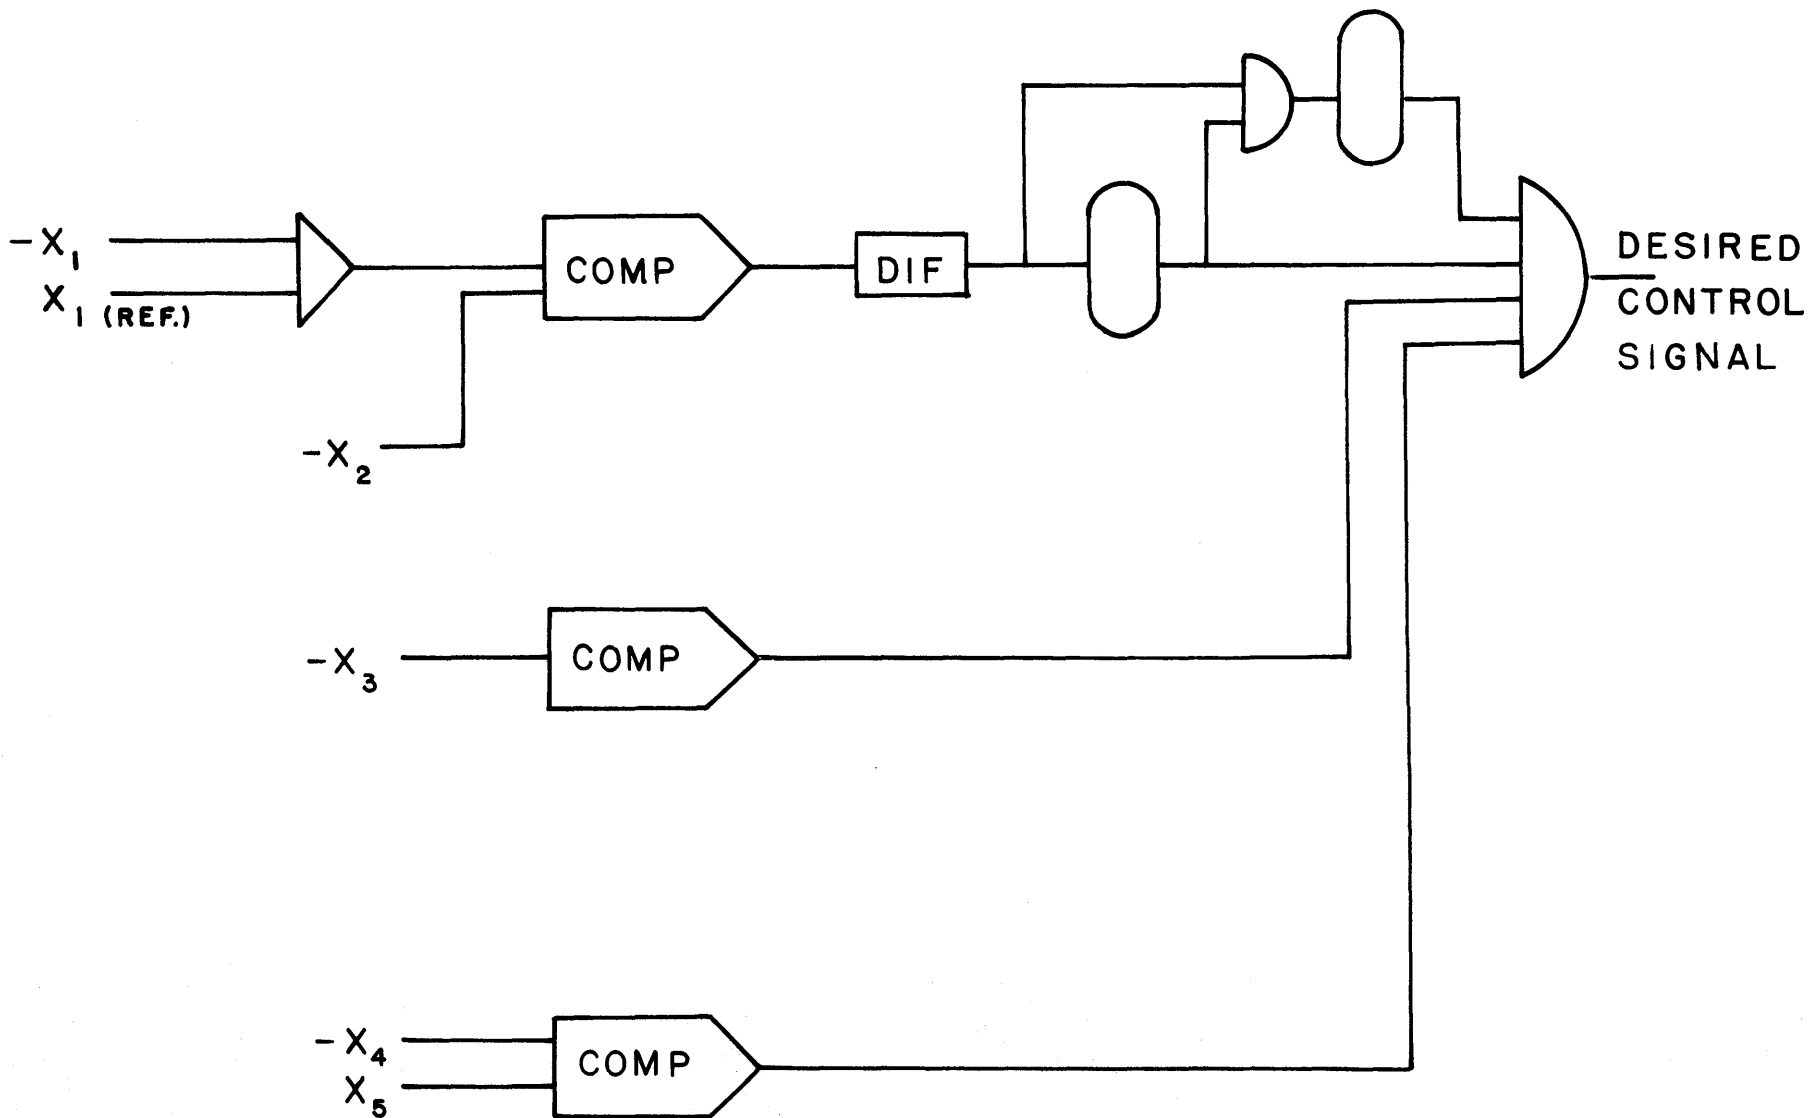 -X1
X1 (REF.)
COMP
DIF
DESIRED
CONTROL
SIGNAL
-X2
-X3
COMP
-X4
X5
COMP